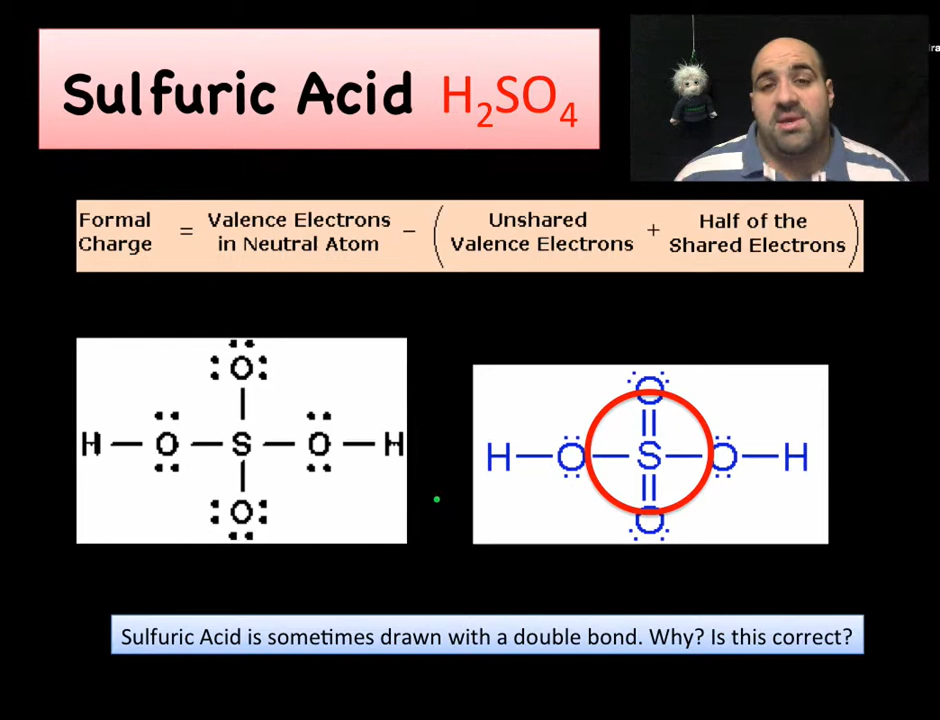 Sulfuric Acid H2SO4
dra
Formal Charge = Valence Electrons in Neutral Atom - ( Unshared Valence Electrons + Half of the Shared Electrons )
O
H O S O H
O
O
H O S O H
O
Sulfuric Acid is sometimes drawn with a double bond. Why? Is this correct?